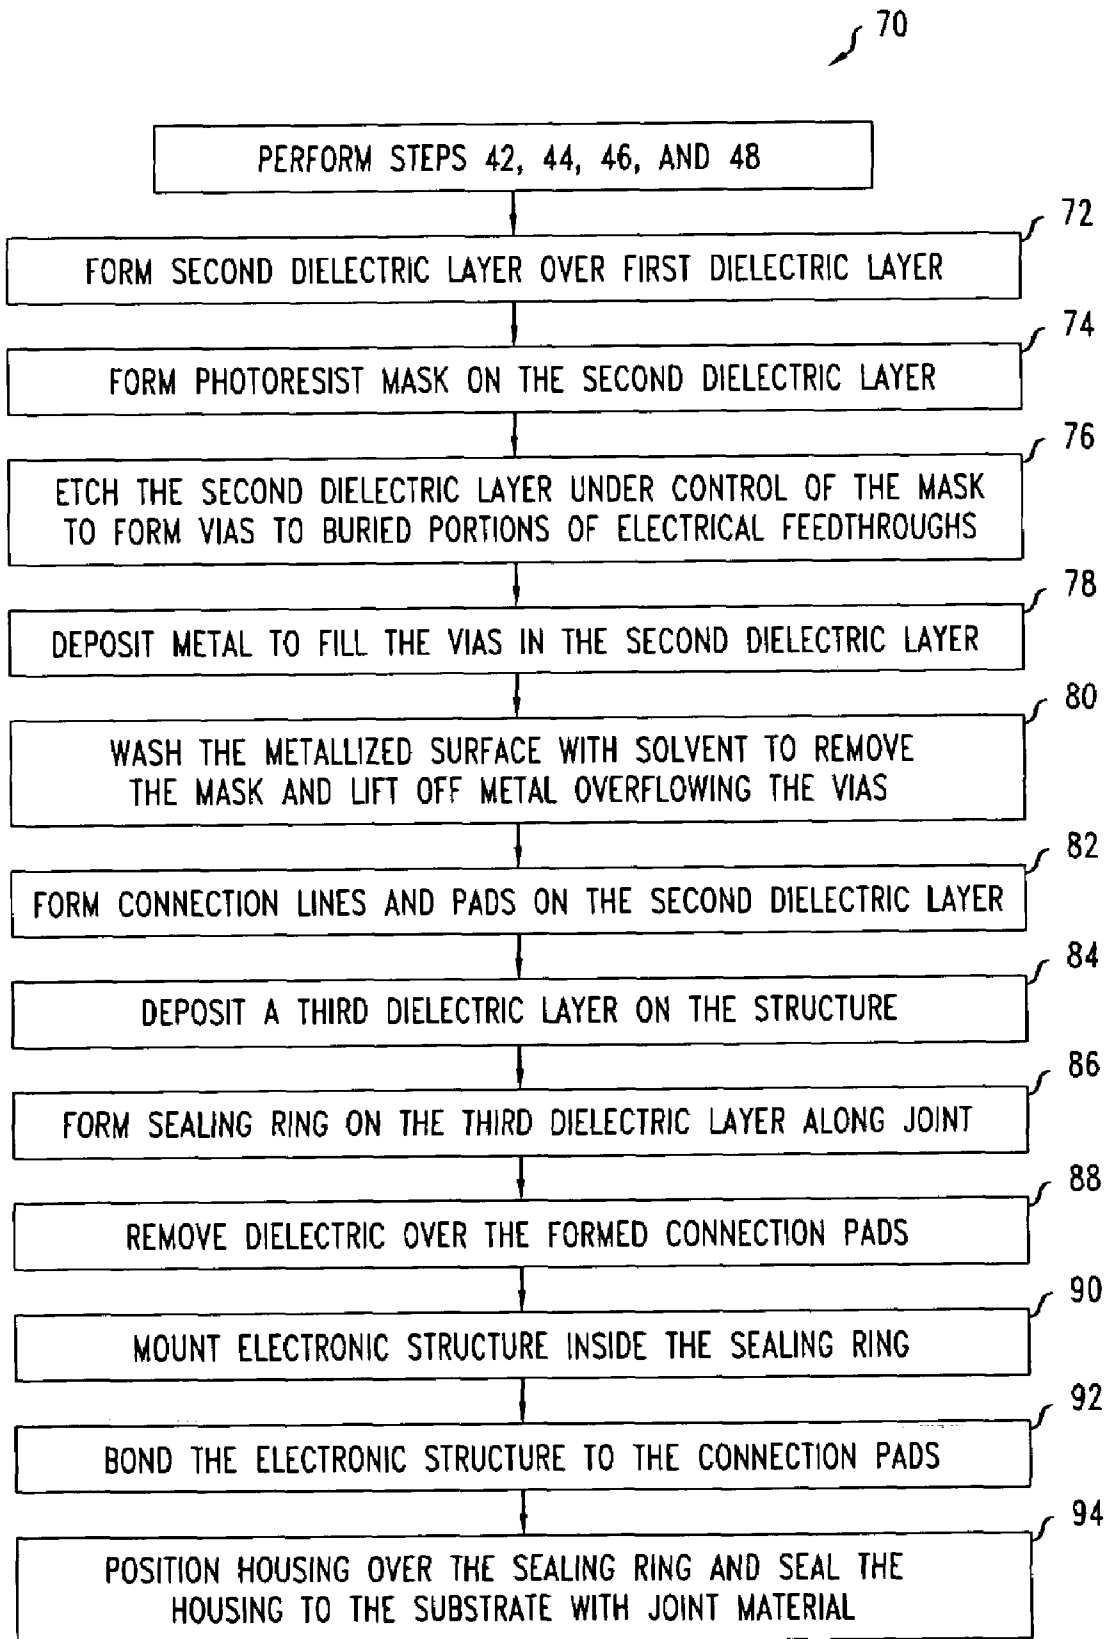 70
PERFORM STEPS 42, 44, 46, AND 48
72
FORM SECOND DIELECTRIC LAYER OVER FIRST DIELECTRIC LAYER
74
FORM PHOTORESIST MASK ON THE SECOND DIELECTRIC LAYER
76
ETCH THE SECOND DIELECTRIC LAYER UNDER CONTROL OF THE MASK
TO FORM VIAS TO BURIED PORTIONS OF ELECTRICAL FEEDTHROUGHS
78
DEPOSIT METAL TO FILL THE VIAS IN THE SECOND DIELECTRIC LAYER
80
WASH THE METALLIZED SURFACE WITH SOLVENT TO REMOVE
THE MASK AND LIFT OFF METAL OVERFLOWING THE VIAS
82
FORM CONNECTION LINES AND PADS ON THE SECOND DIELECTRIC LAYER
84
DEPOSIT A THIRD DIELECTRIC LAYER ON THE STRUCTURE
86
FORM SEALING RING ON THE THIRD DIELECTRIC LAYER ALONG JOINT
88
REMOVE DIELECTRIC OVER THE FORMED CONNECTION PADS
90
MOUNT ELECTRONIC STRUCTURE INSIDE THE SEALING RING
92
BOND THE ELECTRONIC STRUCTURE TO THE CONNECTION PADS
94
POSITION HOUSING OVER THE SEALING RING AND SEAL THE
HOUSING TO THE SUBSTRATE WITH JOINT MATERIAL